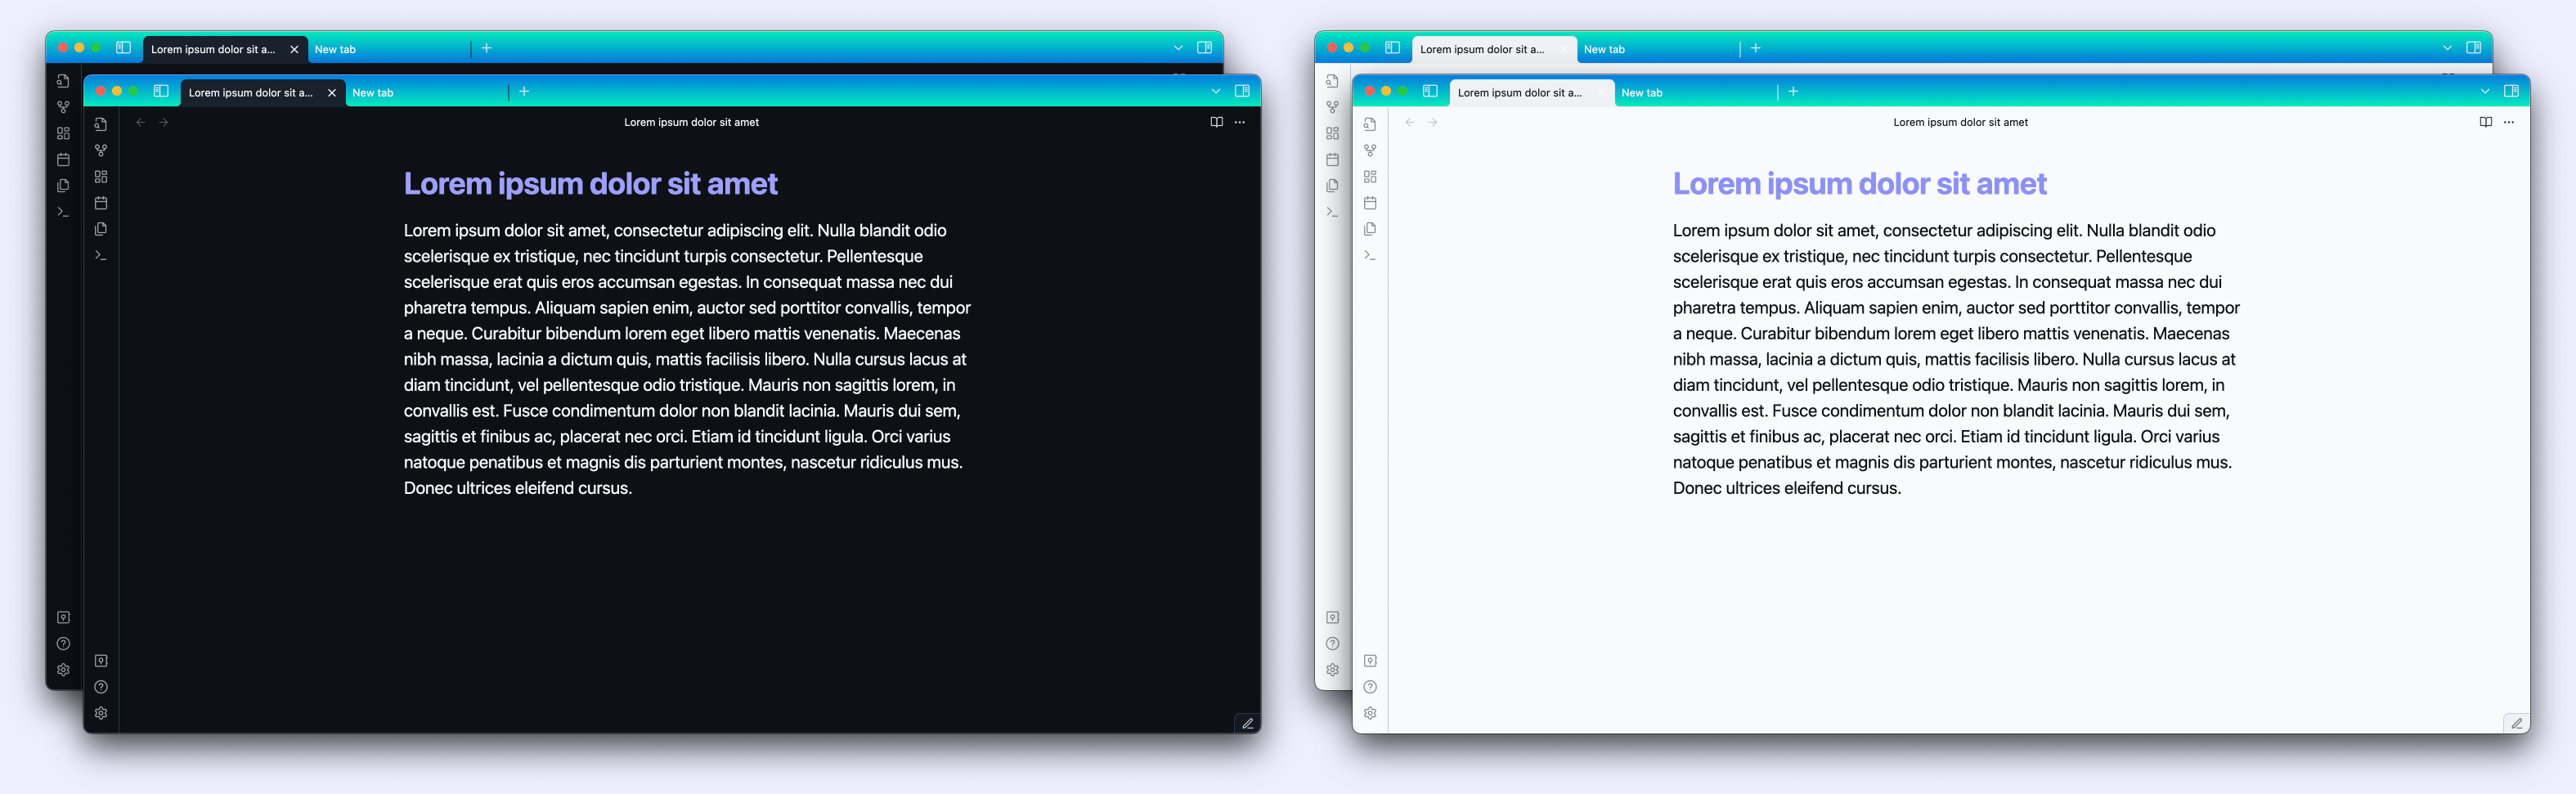 Lorem ipsum dolor sit a...
New tab
Lorem ipsum dolor sit a...
New tab
Lorem ipsum dolor sit amet
Lorem ipsum dolor sit amet
Lorem ipsum dolor sit amet, consectetur adipiscing elit. Nulla blandit odio
scelerisque ex tristique, nec tincidunt turpis consectetur. Pellentesque
scelerisque erat quis eros accumsan egestas. In consequat massa nec dui
pharetra tempus. Aliquam sapien enim, auctor sed porttitor convallis, tempor
a neque. Curabitur bibendum lorem eget libero mattis venenatis. Maecenas
nibh massa, lacinia a dictum quis, mattis facilisis libero. Nulla cursus lacus at
diam tincidunt, vel pellentesque odio tristique. Mauris non sagittis lorem, in
convallis est. Fusce condimentum dolor non blandit lacinia. Mauris dui sem,
sagittis et finibus ac, placerat nec orci. Etiam id tincidunt ligula. Orci varius
natoque penatibus et magnis dis parturient montes, nascetur ridiculus mus.
Donec ultrices eleifend cursus.
Lorem ipsum dolor sit a...
New tab
Lorem ipsum dolor sit a...
New tab
Lorem ipsum dolor sit amet
Lorem ipsum dolor sit amet
Lorem ipsum dolor sit amet, consectetur adipiscing elit. Nulla blandit odio
scelerisque ex tristique, nec tincidunt turpis consectetur. Pellentesque
scelerisque erat quis eros accumsan egestas. In consequat massa nec dui
pharetra tempus. Aliquam sapien enim, auctor sed porttitor convallis, tempor
a neque. Curabitur bibendum lorem eget libero mattis venenatis. Maecenas
nibh massa, lacinia a dictum quis, mattis facilisis libero. Nulla cursus lacus at
diam tincidunt, vel pellentesque odio tristique. Mauris non sagittis lorem, in
convallis est. Fusce condimentum dolor non blandit lacinia. Mauris dui sem,
sagittis et finibus ac, placerat nec orci. Etiam id tincidunt ligula. Orci varius
natoque penatibus et magnis dis parturient montes, nascetur ridiculus mus.
Donec ultrices eleifend cursus.